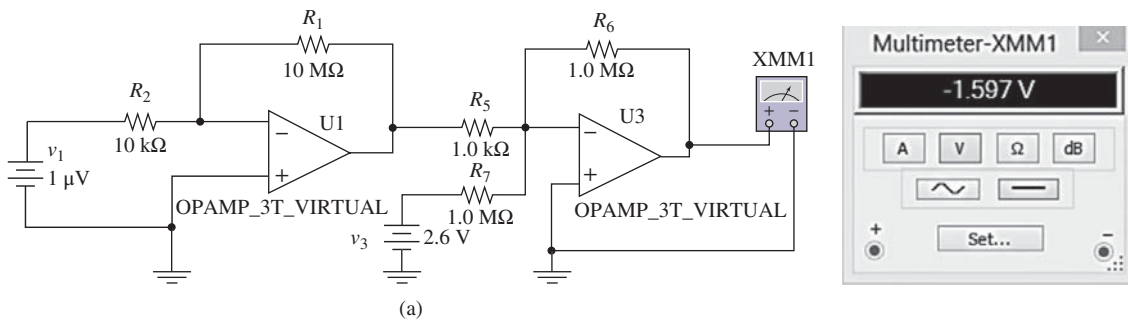 R1
10 MΩ
R2
10 kΩ
v1
1 μV
−
+
U1
OPAMP_3T_VIRTUAL
R5
1.0 kΩ
R7
1.0 MΩ
v3
2.6 V
R6
1.0 MΩ
−
+
U3
OPAMP_3T_VIRTUAL
XMM1
+ −
(a)
Multimeter-XMM1
-1.597 V
A V Ω dB
Set...
+ −